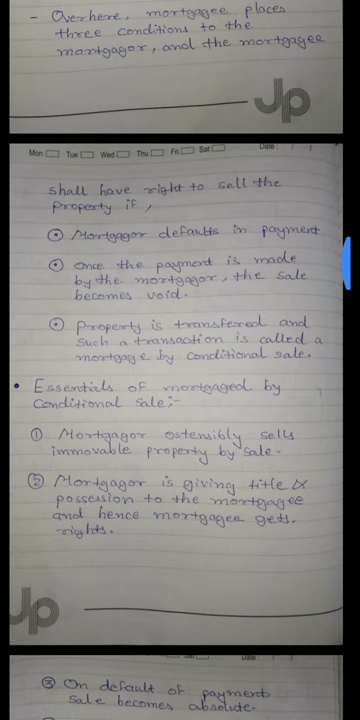 - Overhere, mortgagee places
three conditions to the
mortgagor, and the mortgagee
Jp
Mon Tue Wed Thu Fri Sat Date: / /
shall have right to sell the
property if,
⊙ Mortgagor defaults in payment
⊙ Once the payment is made
by the mortgagor, the sale
becomes void.
⊙ Property is transferred and
such a transaction is called a
mortgage by conditional sale.
• Essentials of mortgaged by
Conditional Sale:-
① Mortgagor ostensibly sells
immovable property by sale.
② Mortgagor is giving title &
possession to the mortgagee
and hence mortgagee gets.
rights.
Jp
③ On default of payment
sale becomes absolute.